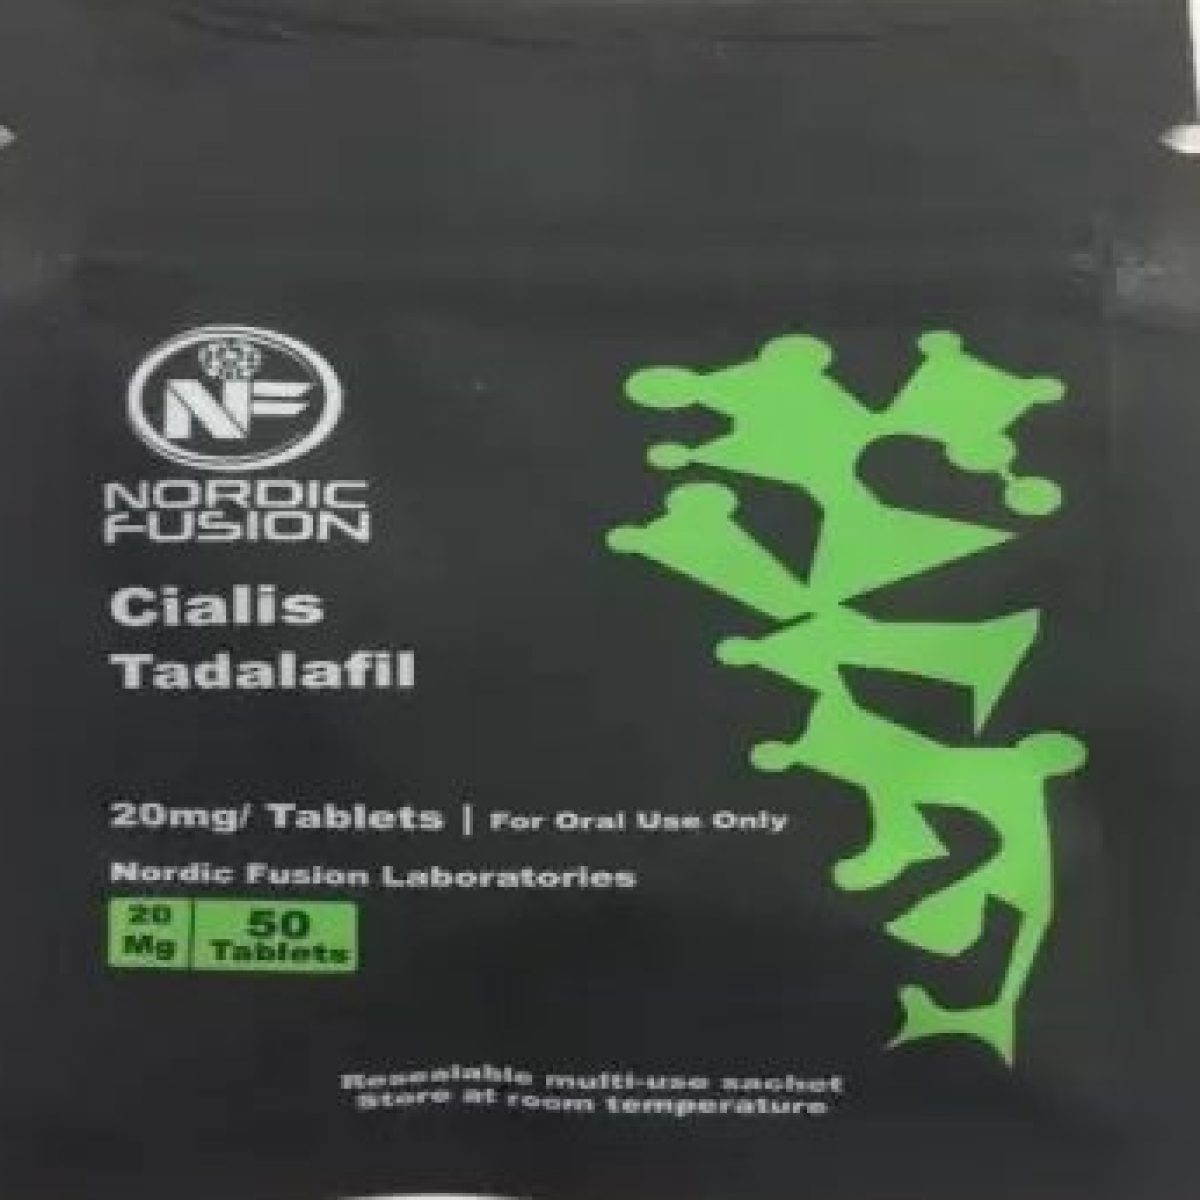 NF
NORDIC
FUSION
Cialis
Tadalafil
20mg/ Tablets | For Oral Use Only
Nordic Fusion Laboratories
20
Mg
50
Tablets
Resealable multi-use sachet
Store at room temperature